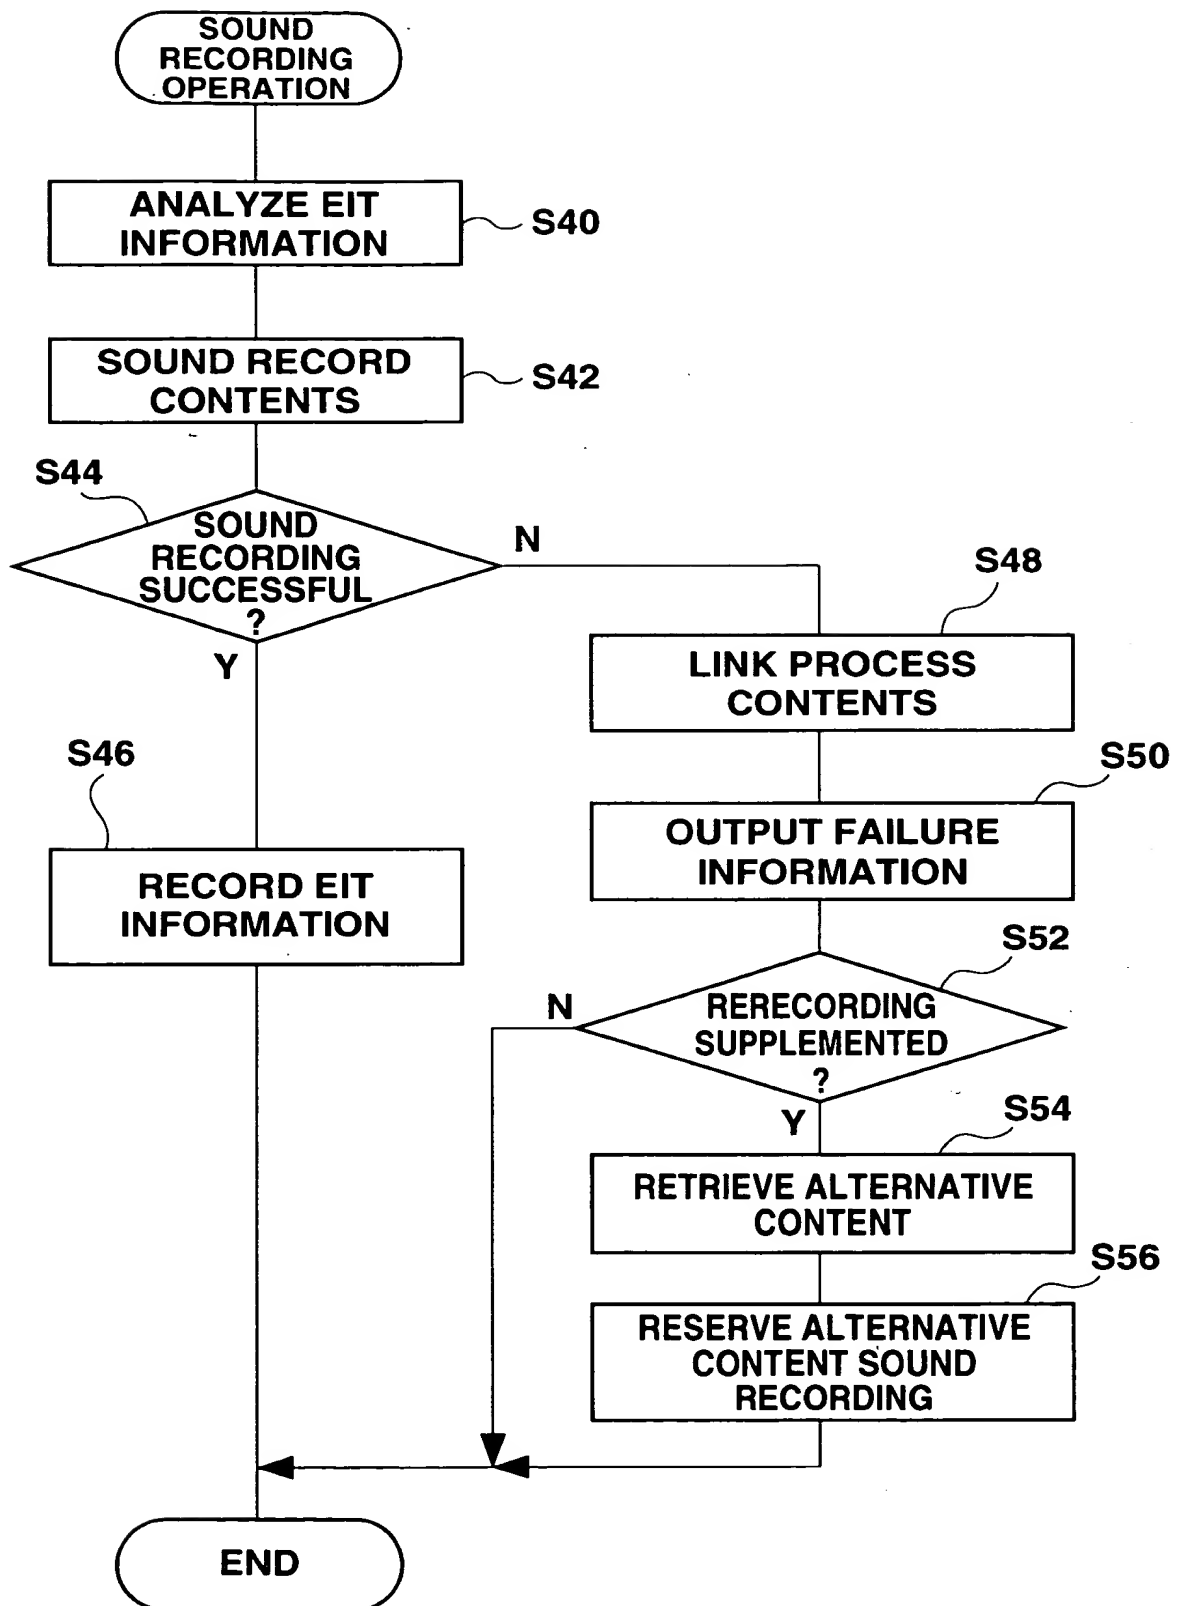 SOUND
RECORDING
OPERATION
ANALYZE EIT
INFORMATION
S40
SOUND RECORD
CONTENTS
S42
S44
SOUND
RECORDING
SUCCESSFUL
?
N
Y
S46
RECORD EIT
INFORMATION
S48
LINK PROCESS
CONTENTS
S50
OUTPUT FAILURE
INFORMATION
S52
RERECORDING
SUPPLEMENTED
?
N
Y
S54
RETRIEVE ALTERNATIVE
CONTENT
S56
RESERVE ALTERNATIVE
CONTENT SOUND
RECORDING
END